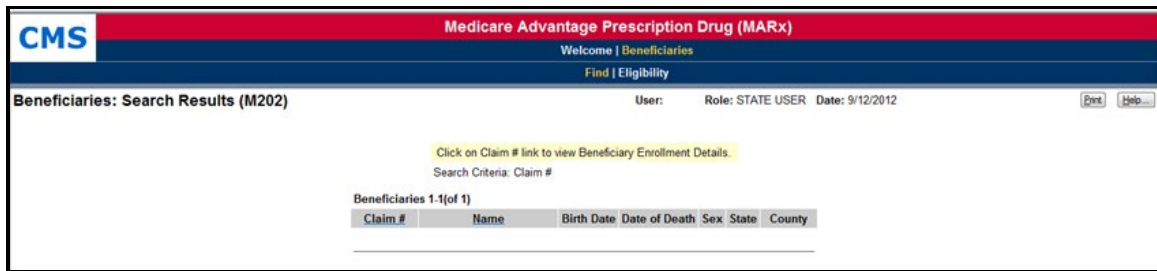 CMS
Medicare Advantage Prescription Drug (MARx)
Welcome | Beneficiaries
Find | Eligibility
Beneficiaries: Search Results (M202) User: Role: STATE USER Date: 9/12/2012 Print Help...
Click on Claim # link to view Beneficiary Enrollment Details.
Search Criteria: Claim #
Beneficiaries 1-1(of 1)
Claim # Name Birth Date Date of Death Sex State County